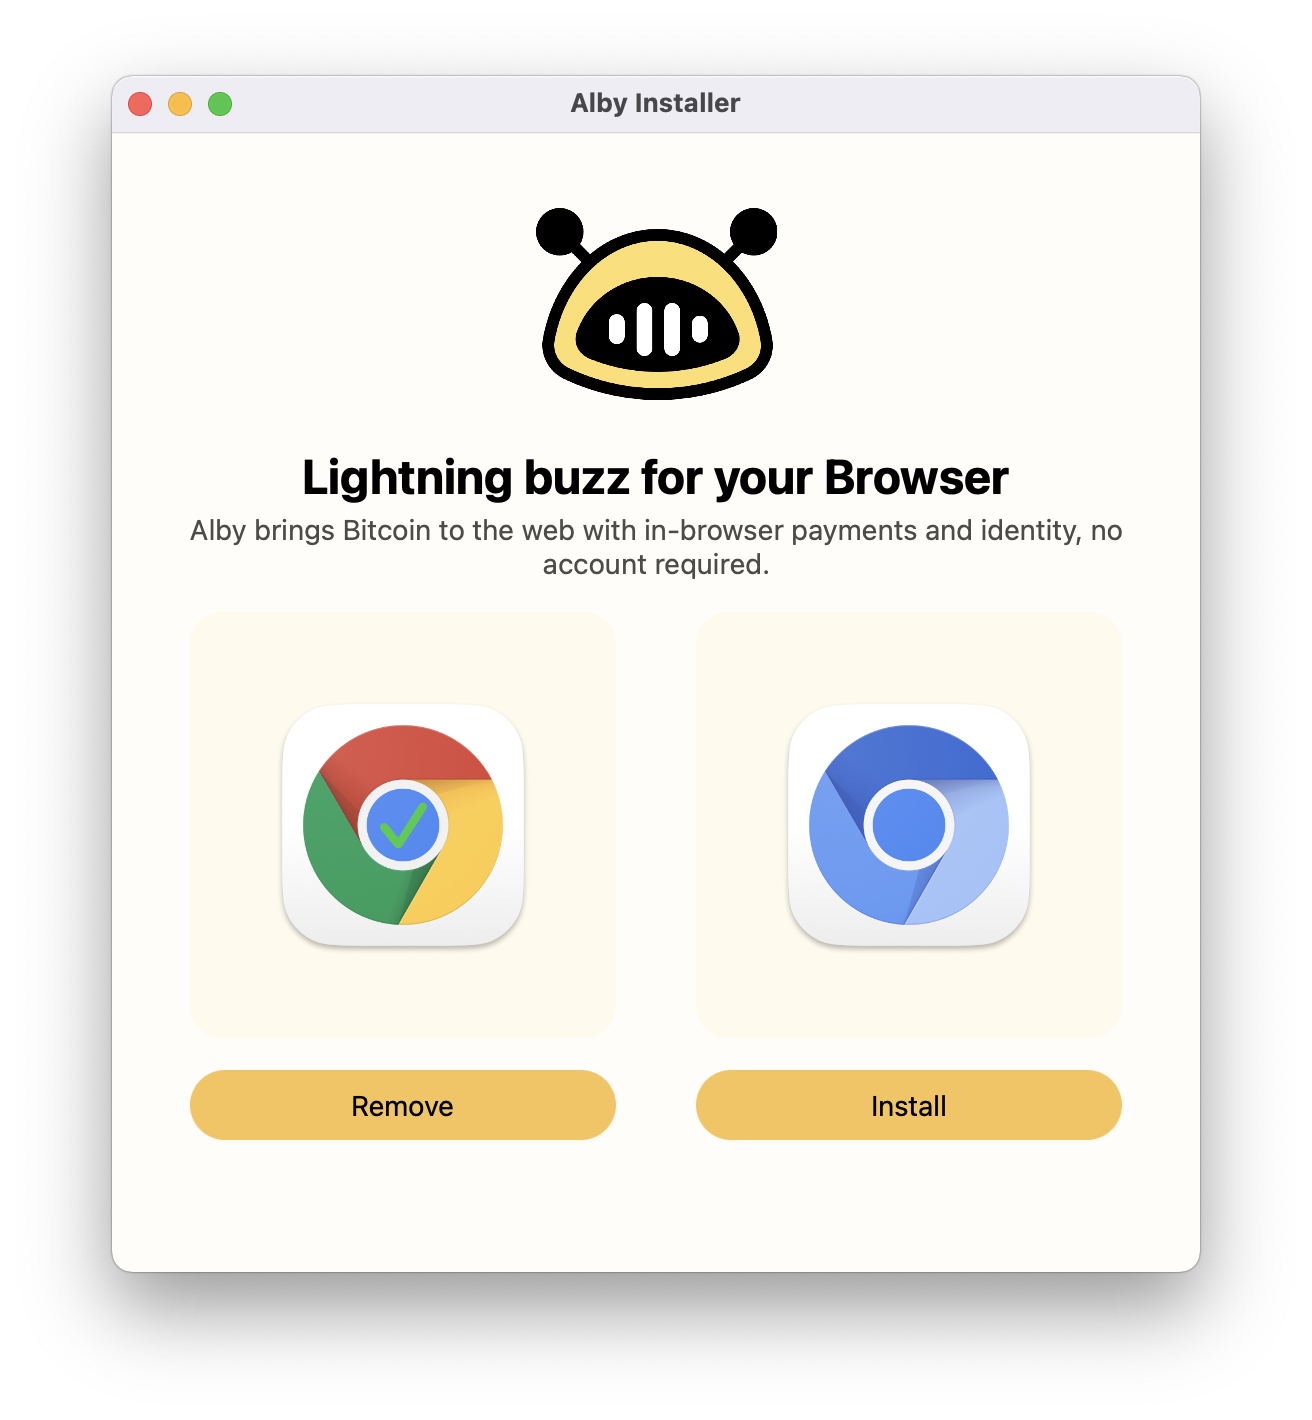 Alby Installer
Lightning buzz for your Browser
Alby brings Bitcoin to the web with in-browser payments and identity, no
account required.
Remove
Install